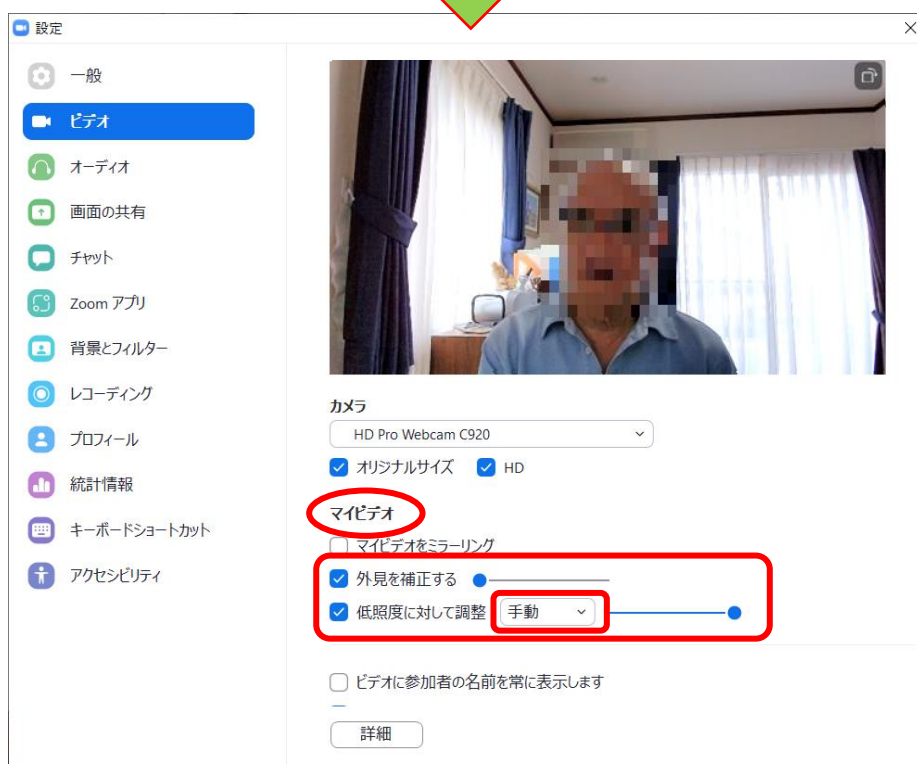 設定
一般
ビデオ
オーディオ
画面の共有
チャット
Zoom アプリ
背景とフィルター
レコーディング
プロフィール
統計情報
キーボードショートカット
アクセシビリティ
カメラ
HD Pro Webcam C920
オリジナルサイズ HD
マイビデオ
マイビデオをミラーリング
外見を補正する
低照度に対して調整 手動
ビデオに参加者の名前を常に表示します
詳細